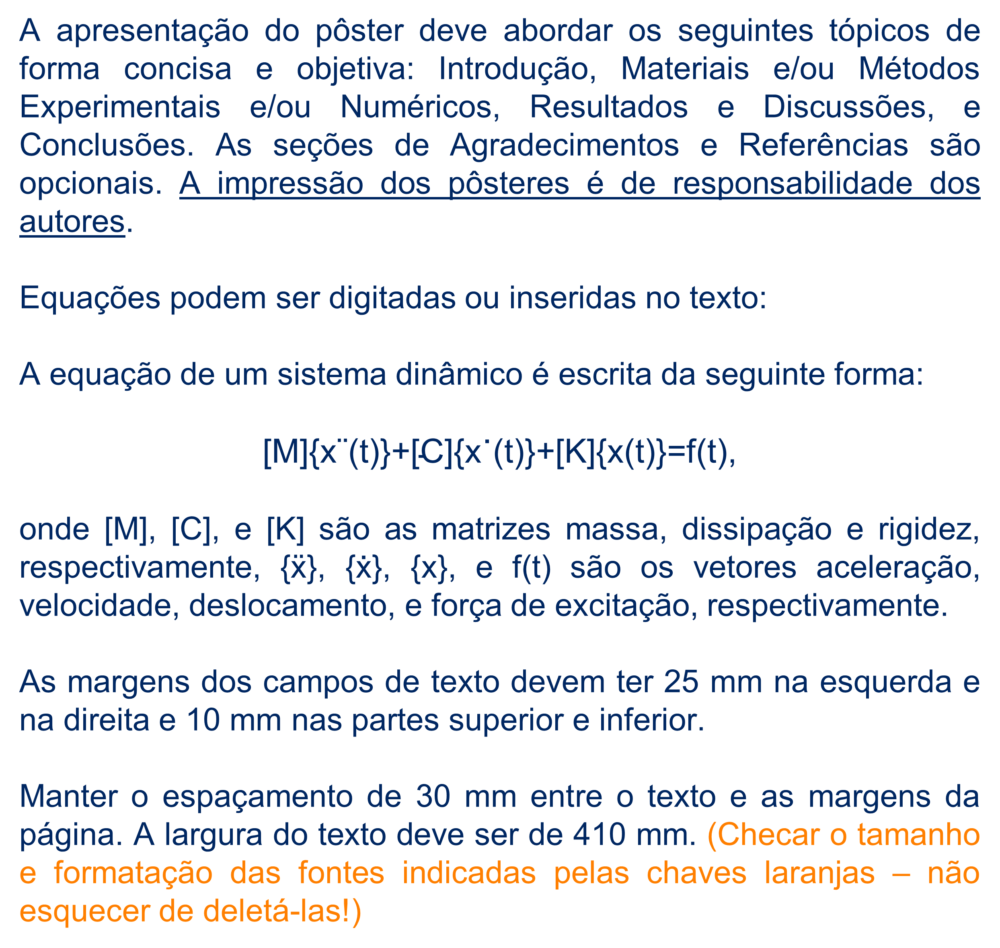 A apresentação do pôster deve abordar os seguintes tópicos de
forma concisa e objetiva: Introdução, Materiais e/ou Métodos
Experimentais e/ou Numéricos, Resultados e Discussões, e
Conclusões. As seções de Agradecimentos e Referências são
opcionais. A impressão dos pôsteres é de responsabilidade dos
autores.
Equações podem ser digitadas ou inseridas no texto:
A equação de um sistema dinâmico é escrita da seguinte forma:
[M]{x¨(t)}+[C]{x˙(t)}+[K]{x(t)}=f(t),
onde [M], [C], e [K] são as matrizes massa, dissipação e rigidez,
respectivamente, {ẍ}, {ẋ}, {x}, e f(t) são os vetores aceleração,
velocidade, deslocamento, e força de excitação, respectivamente.
As margens dos campos de texto devem ter 25 mm na esquerda e
na direita e 10 mm nas partes superior e inferior.
Manter o espaçamento de 30 mm entre o texto e as margens da
página. A largura do texto deve ser de 410 mm. (Checar o tamanho
e formatação das fontes indicadas pelas chaves laranjas – não
esquecer de deletá-las!)